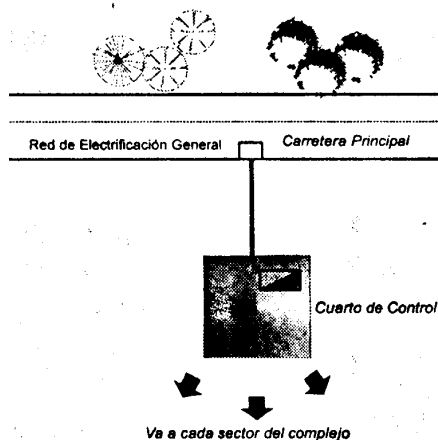 Red de Electrificación General
Carretera Principal
Cuarto de Control
Va a cada sector del complejo